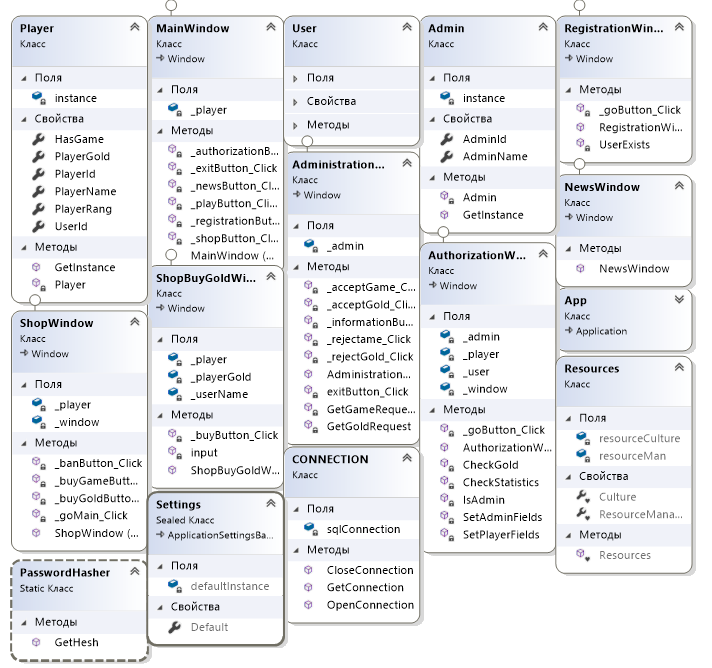 Player
Класс
Поля
instance
Свойства
HasGame
PlayerGold
PlayerId
PlayerName
PlayerRang
UserId
Методы
GetInstance
Player
ShopWindow
Класс
Window
Поля
_player
_window
Методы
_banButton_Click
_buyGameButt...
_buyGoldButto...
_goMain_Click
ShopWindow (...
PasswordHasher
Static Класс
Методы
GetHesh
MainWindow
Класс
Window
Поля
_player
Методы
_authorizationB...
_exitButton_Click
_newsButton_Cl...
_playButton_Cl...
_registrationBut...
_shopButton_Cl...
MainWindow (...
ShopBuyGoldWi...
Класс
Window
Поля
_player
_playerGold
_userName
Методы
_buyButton_Click
input
ShopBuyGoldW...
Settings
Sealed Класс
ApplicationSettingsBa...
Поля
defaultInstance
Свойства
Default
User
Класс
Поля
Свойства
Методы
Administration...
Класс
Window
Поля
_admin
Методы
_acceptGame_C...
_acceptGold_Cli...
_informationBu...
_rejectame_Click
_rejectGold_Click
Administration...
exitButton_Click
GetGameReque...
GetGoldRequest
CONNECTION
Класс
Поля
sqlConnection
Методы
CloseConnection
GetConnection
OpenConnection
Admin
Класс
Поля
instance
Свойства
AdminId
AdminName
Методы
Admin
GetInstance
AuthorizationW...
Класс
Window
Поля
_admin
_player
_user
_window
Методы
_goButton_Click
AuthorizationW...
CheckGold
CheckStatistics
IsAdmin
SetAdminFields
SetPlayerFields
RegistrationWin...
Класс
Window
Методы
_goButton_Click
RegistrationWi...
UserExists
NewsWindow
Класс
Window
Методы
NewsWindow
App
Класс
Application
Resources
Класс
Поля
resourceCulture
resourceMan
Свойства
Culture
ResourceMana...
Методы
Resources